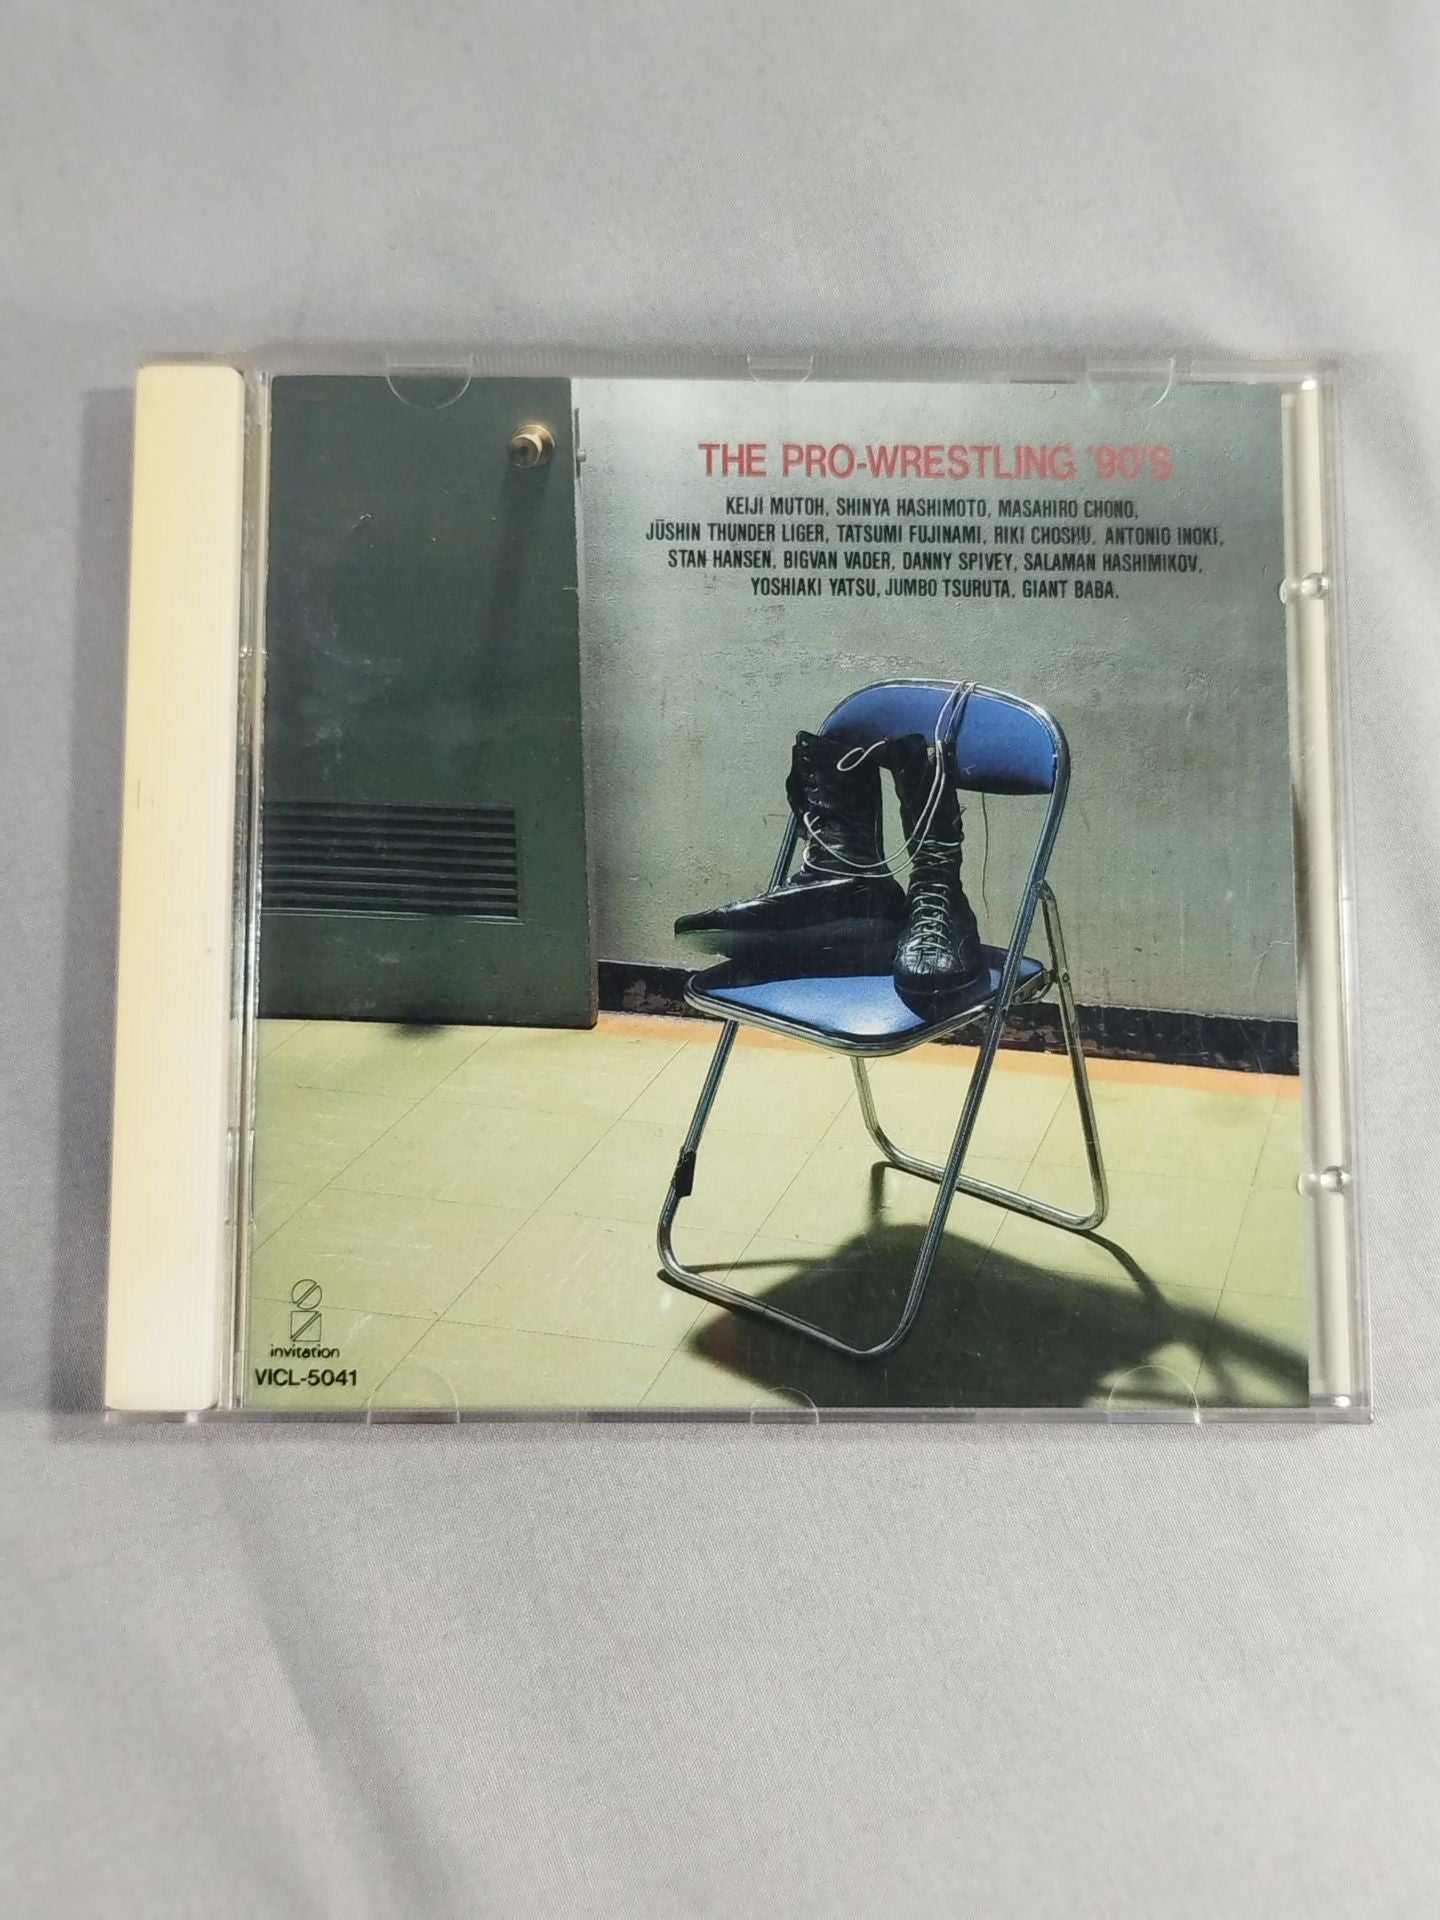 THE PRO-WRESTLING '90'S
KEIJI MUTOH, SHINYA HASHIMOTO, MASAHIRO CHONO,
JŪSHIN THUNDER LIGER, TATSUMI FUJINAMI, RIKI CHOSHU, ANTONIO INOKI,
STAN HANSEN, BIGVAN VADER, DANNY SPIVEY, SALAMAN HASHIMIKOV,
YOSHIAKI YATSU, JUMBO TSURUTA, GIANT BABA.
invitation
VICL-5041